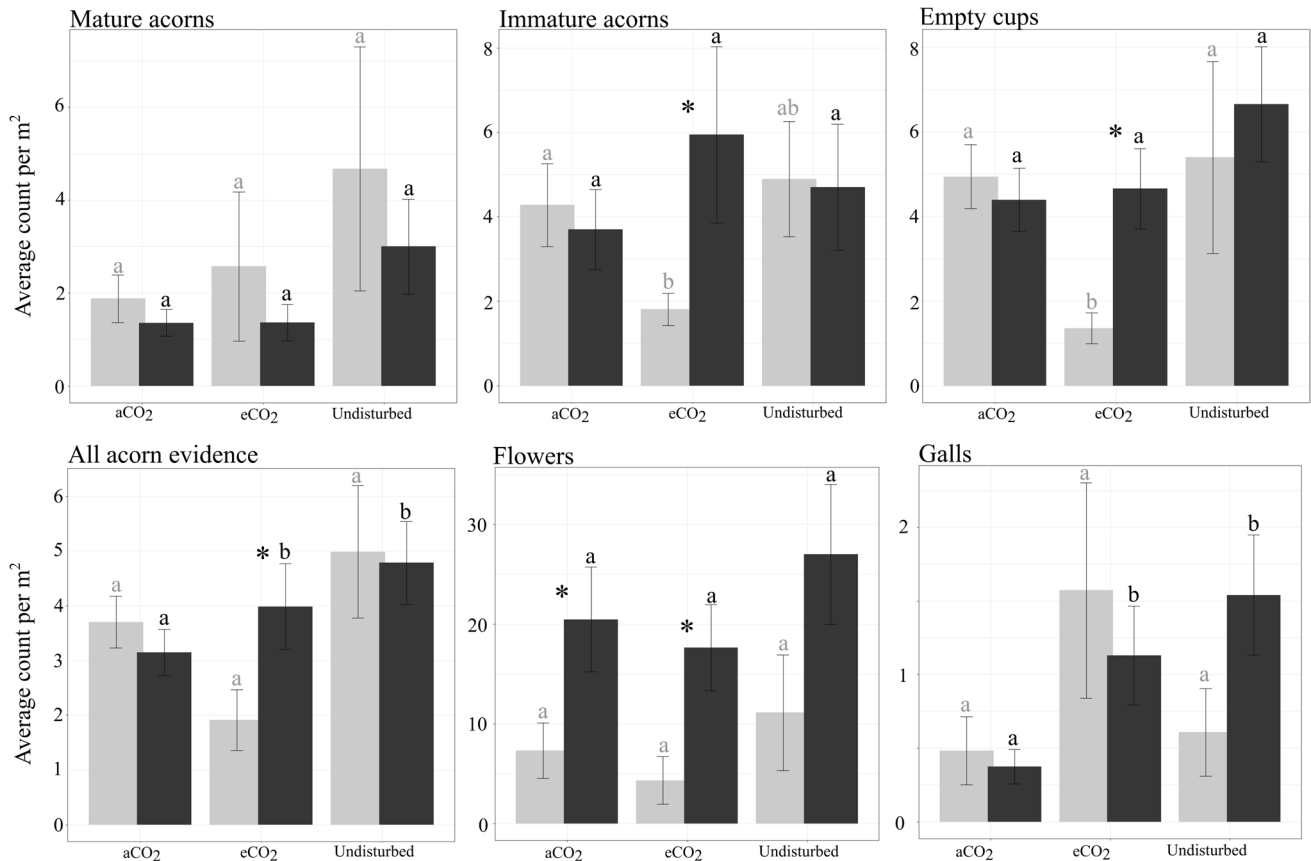 Mature acorns
Average count per m²
6
4
2
0
a
a
a
a
a
a
aCO₂
eCO₂
Undisturbed
Immature acorns
8
6
4
2
0
a
a
b
*
a
ab
a
aCO₂
eCO₂
Undisturbed
Empty cups
8
6
4
2
0
a
a
b
*
a
a
a
aCO₂
eCO₂
Undisturbed
All acorn evidence
Average count per m²
6
5
4
3
2
1
0
a
a
a
*
b
a
b
aCO₂
eCO₂
Undisturbed
Flowers
30
20
10
0
a
*
a
a
*
a
a
a
aCO₂
eCO₂
Undisturbed
Galls
2
1
0
a
a
a
b
a
b
aCO₂
eCO₂
Undisturbed